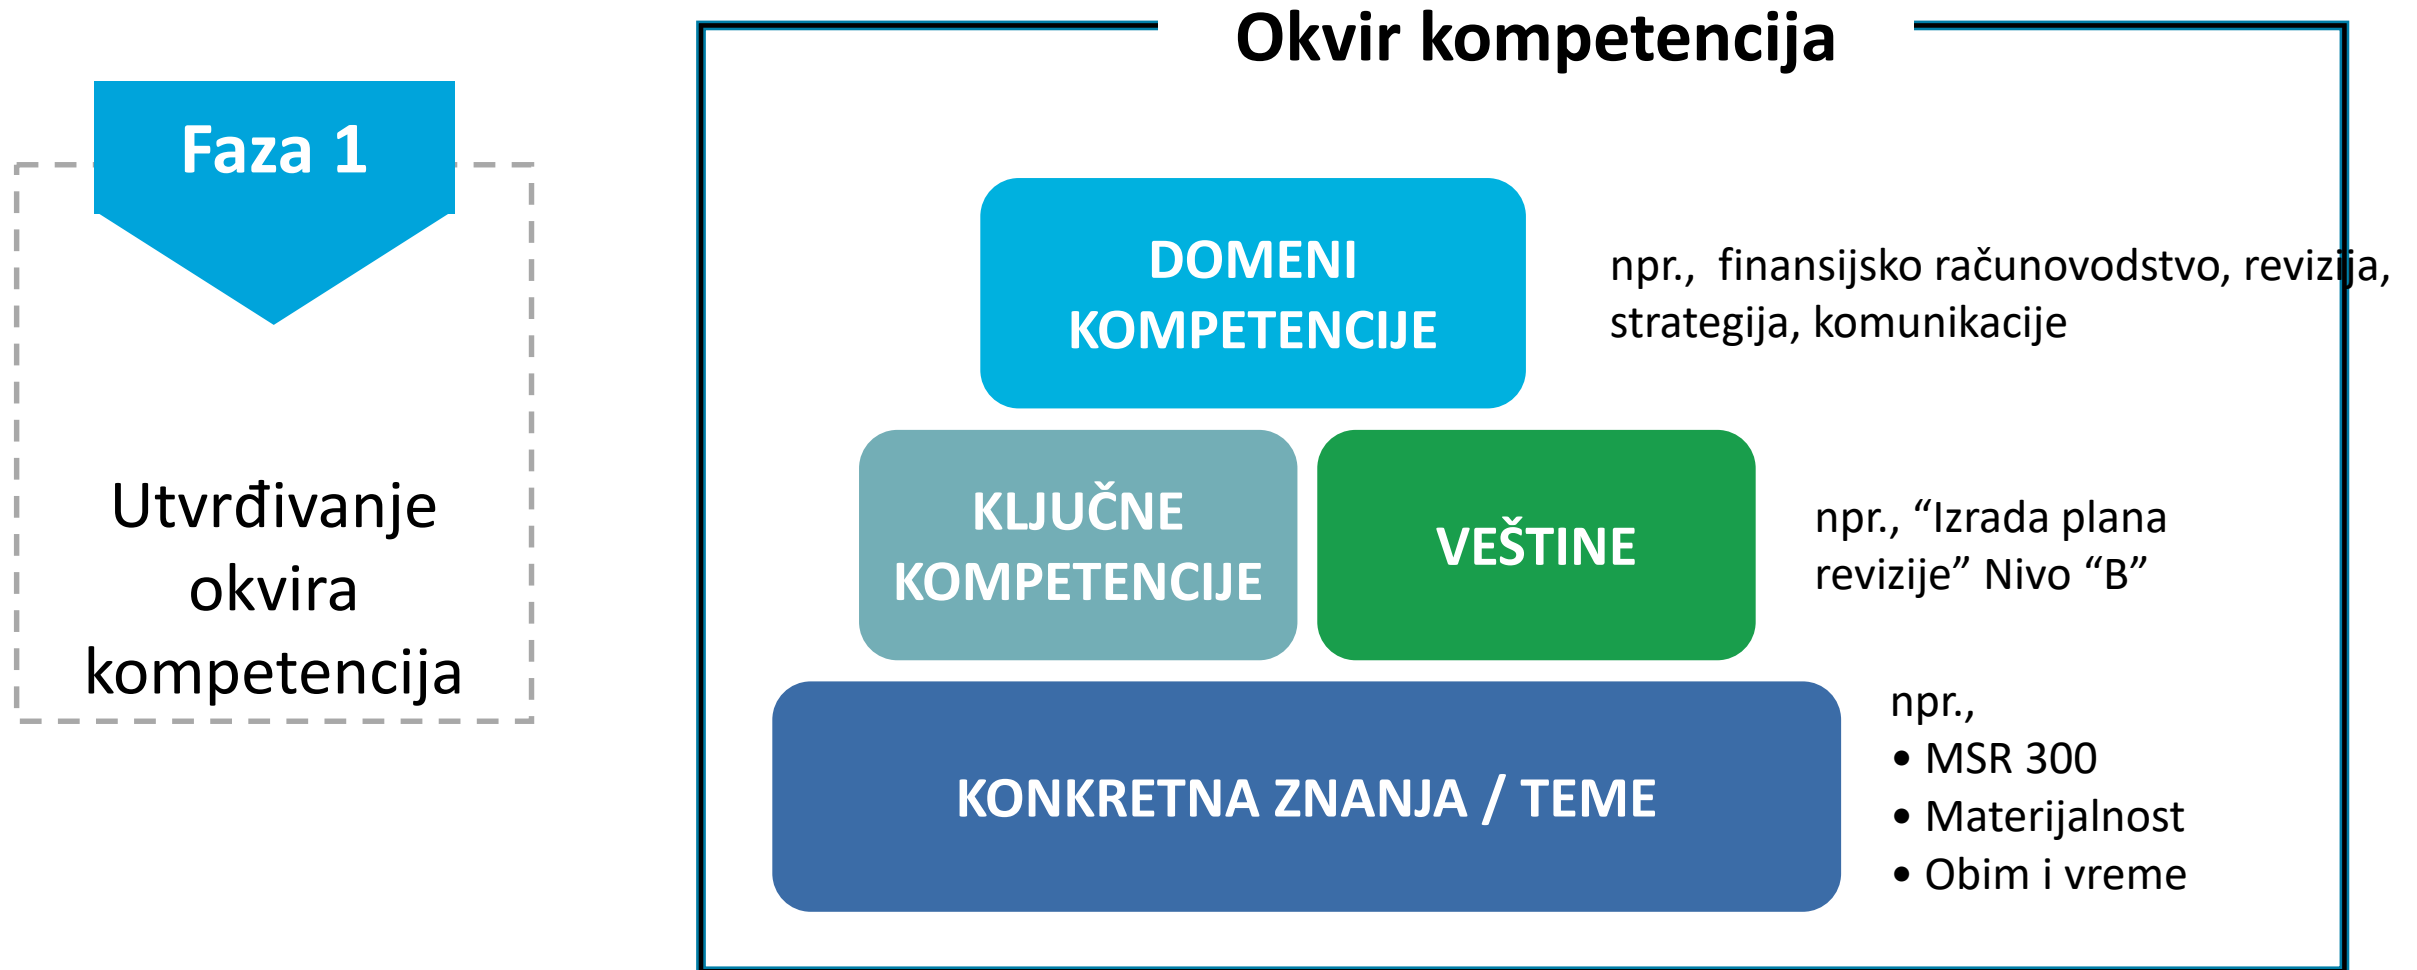 Okvir kompetencija
Faza 1
Utvrđivanje
okvira
kompetencija
DOMENI
KOMPETENCIJE
npr.,  finansijsko računovodstvo, revizija,
strategija, komunikacije
KLJUČNE
KOMPETENCIJE
VEŠTINE
npr., “Izrada plana
revizije” Nivo “B”
KONKRETNA ZNANJA / TEME
npr.,
• MSR 300
• Materijalnost
• Obim i vreme